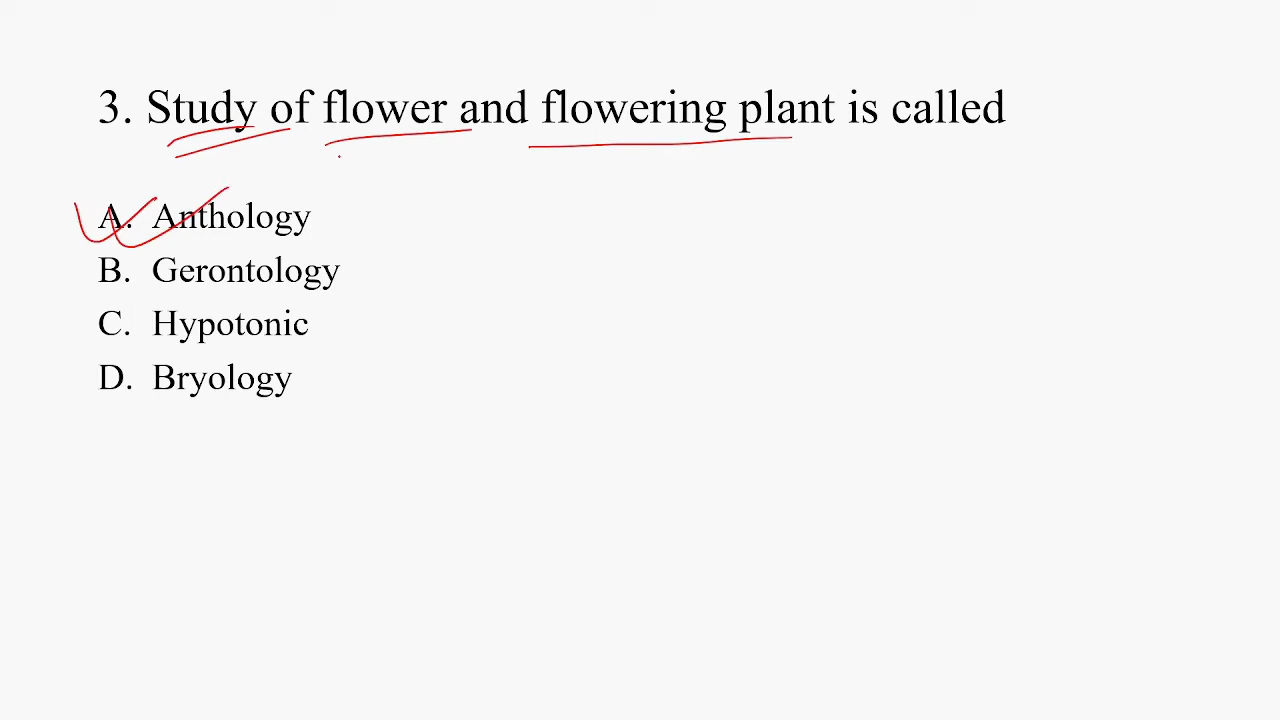 3. Study of flower and flowering plant is called
A. Anthology
B. Gerontology
C. Hypotonic
D. Bryology